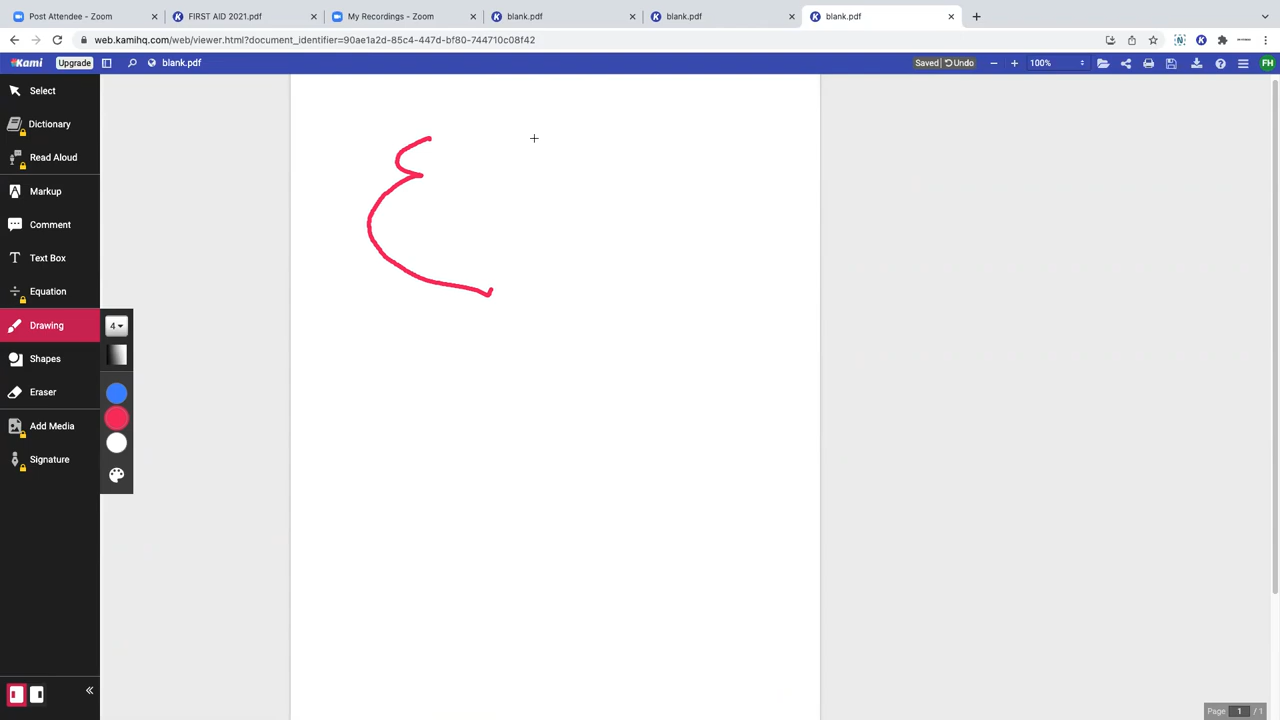 Post Attendee - Zoom
FIRST AID 2021.pdf
My Recordings - Zoom
blank.pdf
blank.pdf
blank.pdf
web.kamihq.com/web/viewer.html?document_identifier=90ae1a2d-85c4-447d-bf80-744710c08f42
Kami
Upgrade
blank.pdf
Saved | Undo
100%
FH
Select
Dictionary
Read Aloud
Markup
Comment
Text Box
Equation
Drawing
4
Shapes
Eraser
Add Media
Signature
Page 1 / 1